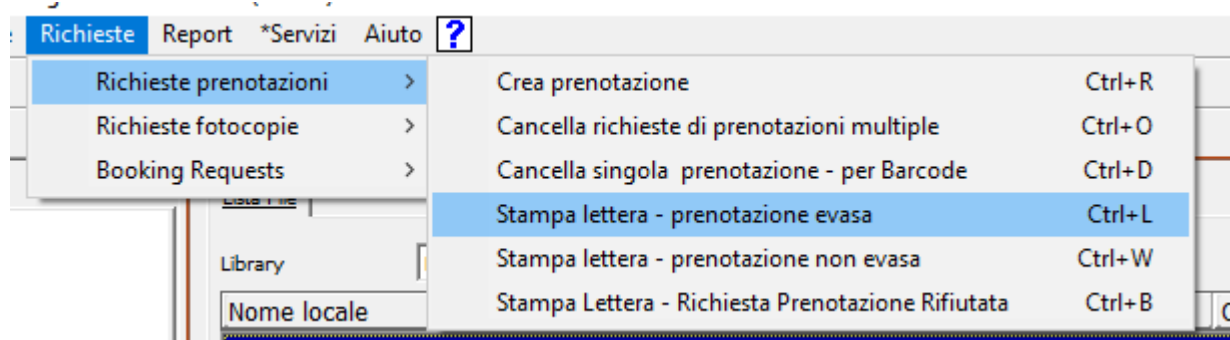 Richieste Report *Servizi Aiuto ?
Richieste prenotazioni >
Richieste fotocopie >
Booking Requests >
Crea prenotazione Ctrl+R
Cancella richieste di prenotazioni multiple Ctrl+O
Cancella singola  prenotazione - per Barcode Ctrl+D
Stampa lettera - prenotazione evasa Ctrl+L
Stampa lettera - prenotazione non evasa Ctrl+W
Stampa Lettera - Richiesta Prenotazione Rifiutata Ctrl+B
Lista File
Library
Nome locale